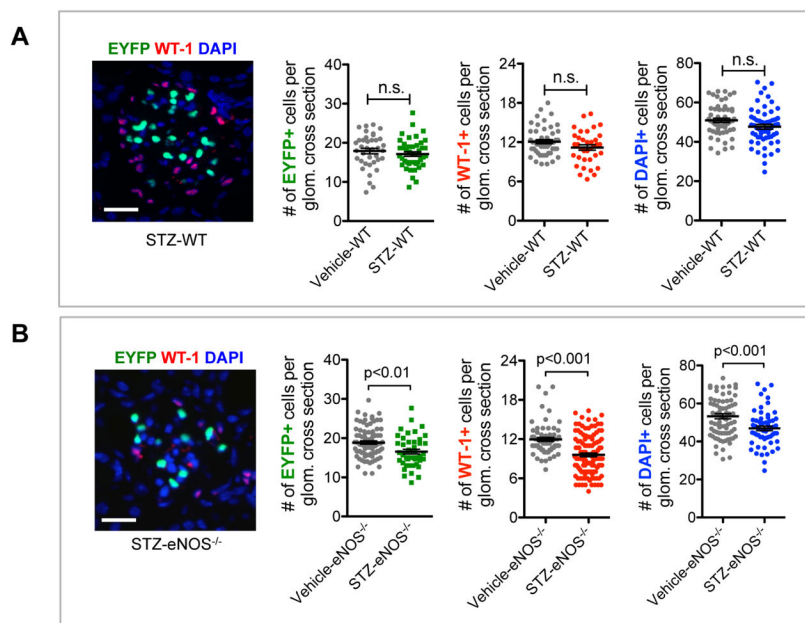 A
EYFP WT-1 DAPI
STZ-WT
# of EYFP+ cells per
glom. cross section
40
30
20
10
0
n.s.
Vehicle-WT
STZ-WT
# of WT-1+ cells per
glom. cross section
24
18
12
6
0
n.s.
Vehicle-WT
STZ-WT
# of DAPI+ cells per
glom. cross section
80
60
40
20
0
n.s.
Vehicle-WT
STZ-WT
B
EYFP WT-1 DAPI
STZ-eNOS-/-
# of EYFP+ cells per
glom. cross section
40
30
20
10
0
p<0.01
Vehicle-eNOS-/-
STZ-eNOS-/-
# of WT-1+ cells per
glom. cross section
24
18
12
6
0
p<0.001
Vehicle-eNOS-/-
STZ-eNOS-/-
# of DAPI+ cells per
glom. cross section
80
60
40
20
0
p<0.001
Vehicle-eNOS-/-
STZ-eNOS-/-